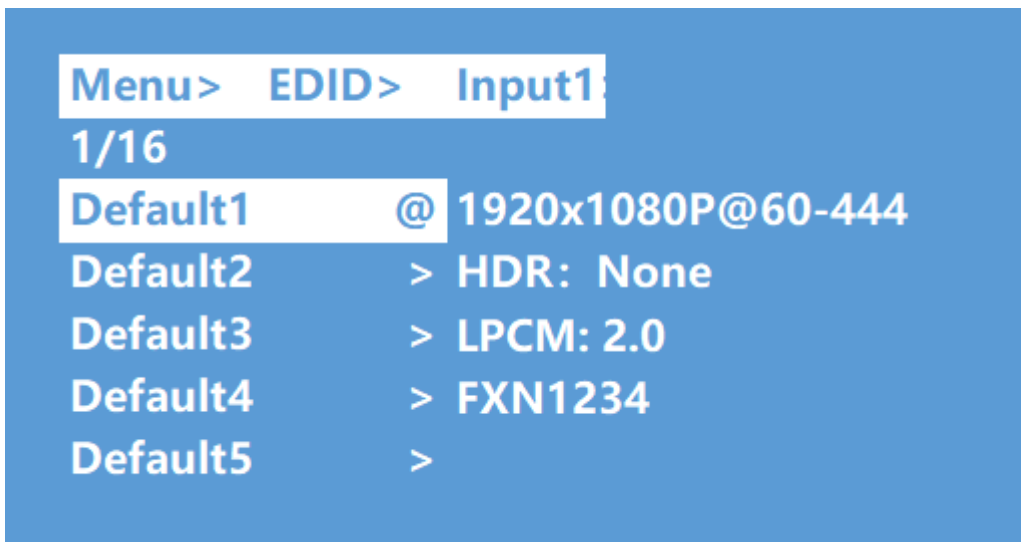 Menu> EDID> Input1:
1/16
Default1 @ 1920x1080P@60-444
Default2 > HDR: None
Default3 > LPCM: 2.0
Default4 > FXN1234
Default5 >